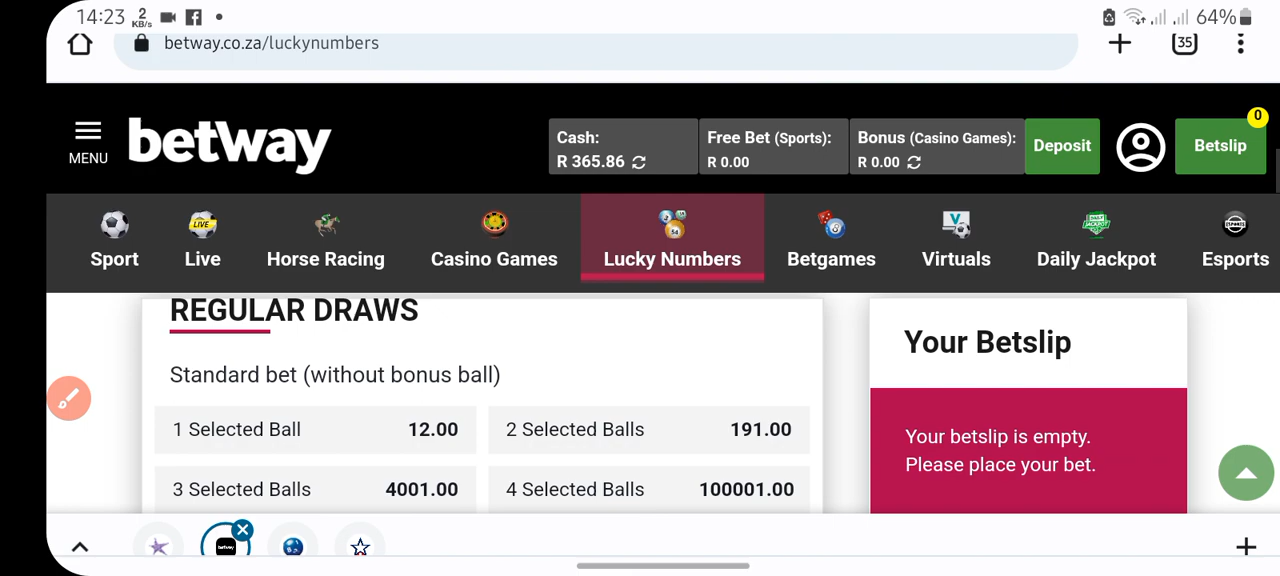 14:23 2 KB/s 64%
betway.co.za/luckynumbers 35
MENU betway Cash: R 365.86 Free Bet (Sports): R 0.00 Bonus (Casino Games): R 0.00 Deposit Betslip 0
Sport Live Horse Racing Casino Games Lucky Numbers Betgames Virtuals Daily Jackpot Esports
REGULAR DRAWS
Standard bet (without bonus ball)
1 Selected Ball 12.00 2 Selected Balls 191.00
3 Selected Balls 4001.00 4 Selected Balls 100001.00
Your Betslip
Your betslip is empty.
Please place your bet.
betway